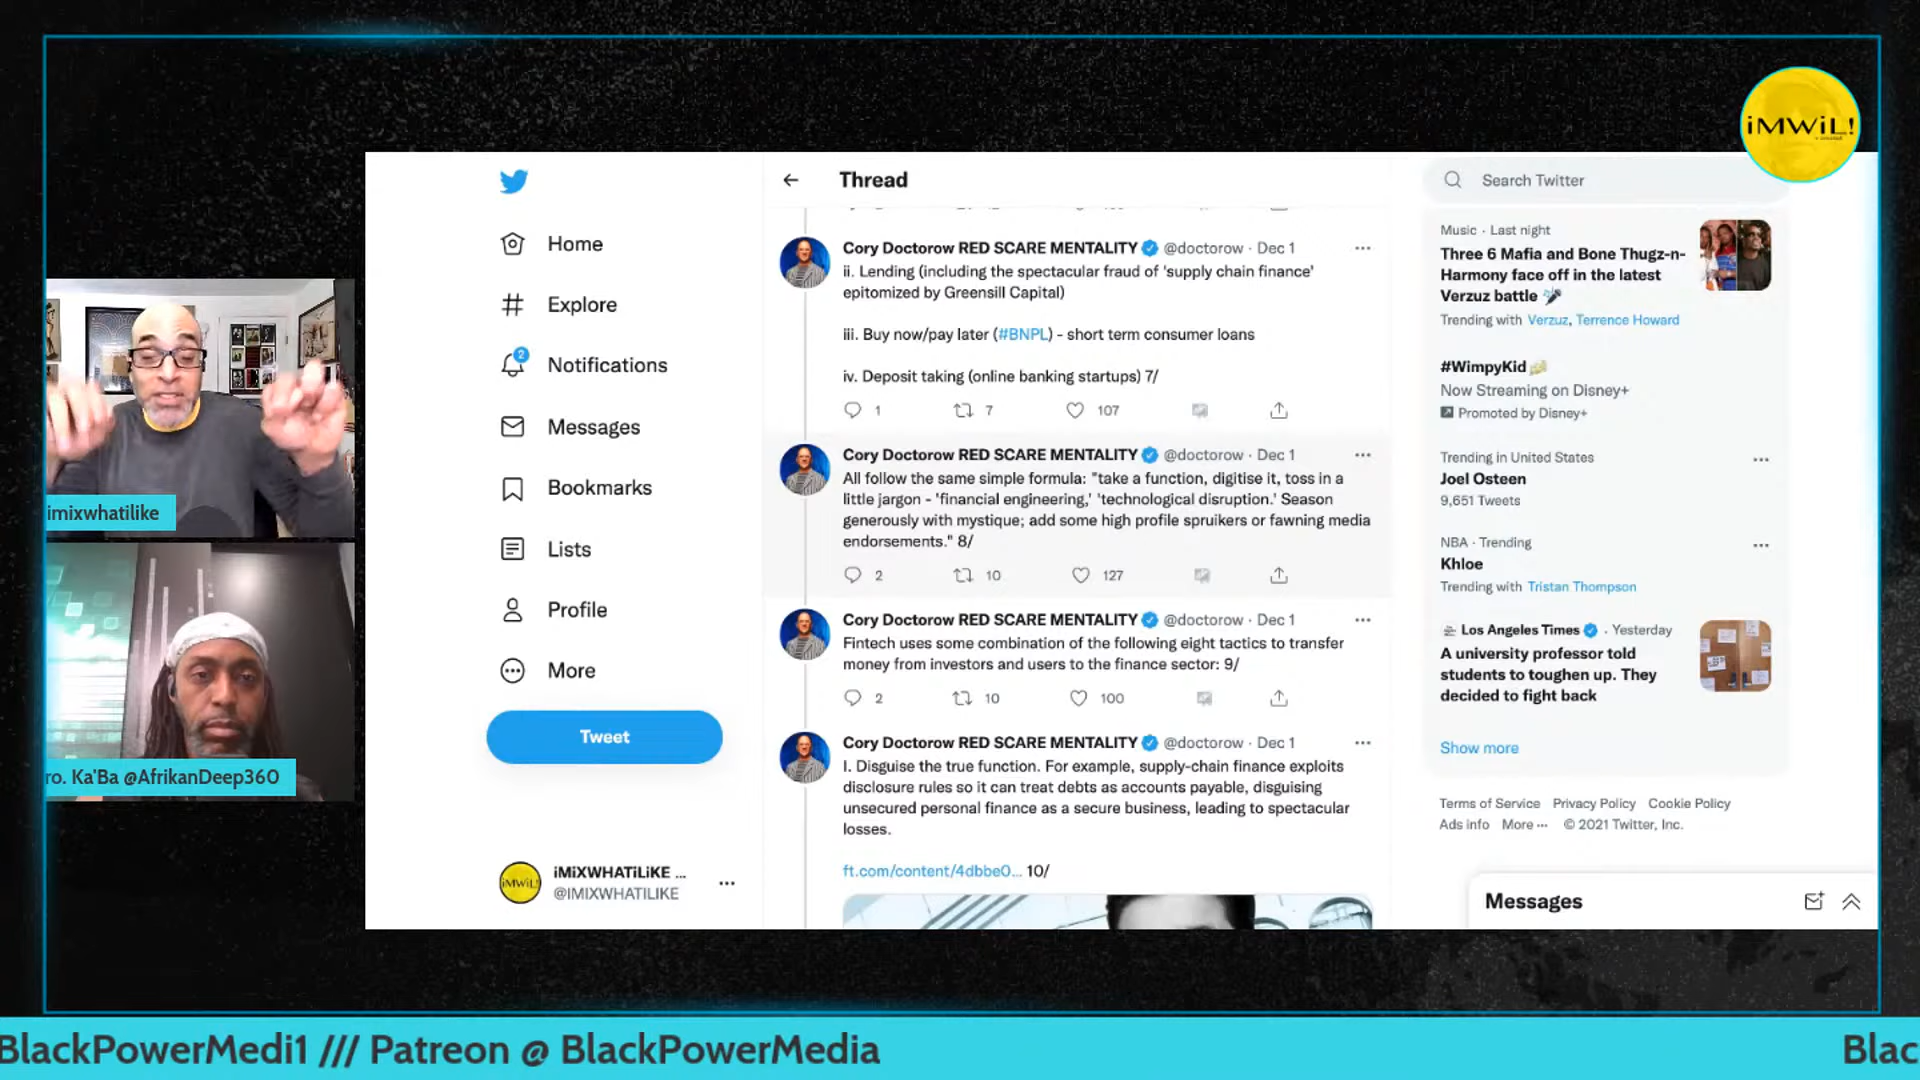 iMWiL!
Home
Explore
2
Notifications
Messages
Bookmarks
Lists
Profile
More
Tweet
iMiXWHATiLiKE ...
@IMIXWHATILIKE
imixwhatilike
ro. Ka'Ba @AfrikanDeep360
Thread
Cory Doctorow RED SCARE MENTALITY @doctorow · Dec 1
ii. Lending (including the spectacular fraud of 'supply chain finance'
epitomized by Greensill Capital)
iii. Buy now/pay later (#BNPL) - short term consumer loans
iv. Deposit taking (online banking startups) 7/
1 7 107
Cory Doctorow RED SCARE MENTALITY @doctorow · Dec 1
All follow the same simple formula: "take a function, digitise it, toss in a
little jargon - 'financial engineering,' 'technological disruption.' Season
generously with mystique; add some high profile spruikers or fawning media
endorsements." 8/
2 10 127
Cory Doctorow RED SCARE MENTALITY @doctorow · Dec 1
Fintech uses some combination of the following eight tactics to transfer
money from investors and users to the finance sector: 9/
2 10 100
Cory Doctorow RED SCARE MENTALITY @doctorow · Dec 1
I. Disguise the true function. For example, supply-chain finance exploits
disclosure rules so it can treat debts as accounts payable, disguising
unsecured personal finance as a secure business, leading to spectacular
losses.
ft.com/content/4dbbe0... 10/
Search Twitter
Music · Last night
Three 6 Mafia and Bone Thugz-n-
Harmony face off in the latest
Verzuz battle
Trending with Verzuz, Terrence Howard
#WimpyKid
Now Streaming on Disney+
Promoted by Disney+
Trending in United States
Joel Osteen
9,651 Tweets
NBA · Trending
Khloe
Trending with Tristan Thompson
Los Angeles Times · Yesterday
A university professor told
students to toughen up. They
decided to fight back
Show more
Terms of Service Privacy Policy Cookie Policy
Ads info More ··· © 2021 Twitter, Inc.
Messages
BlackPowerMedi1 /// Patreon @ BlackPowerMedia
Blac